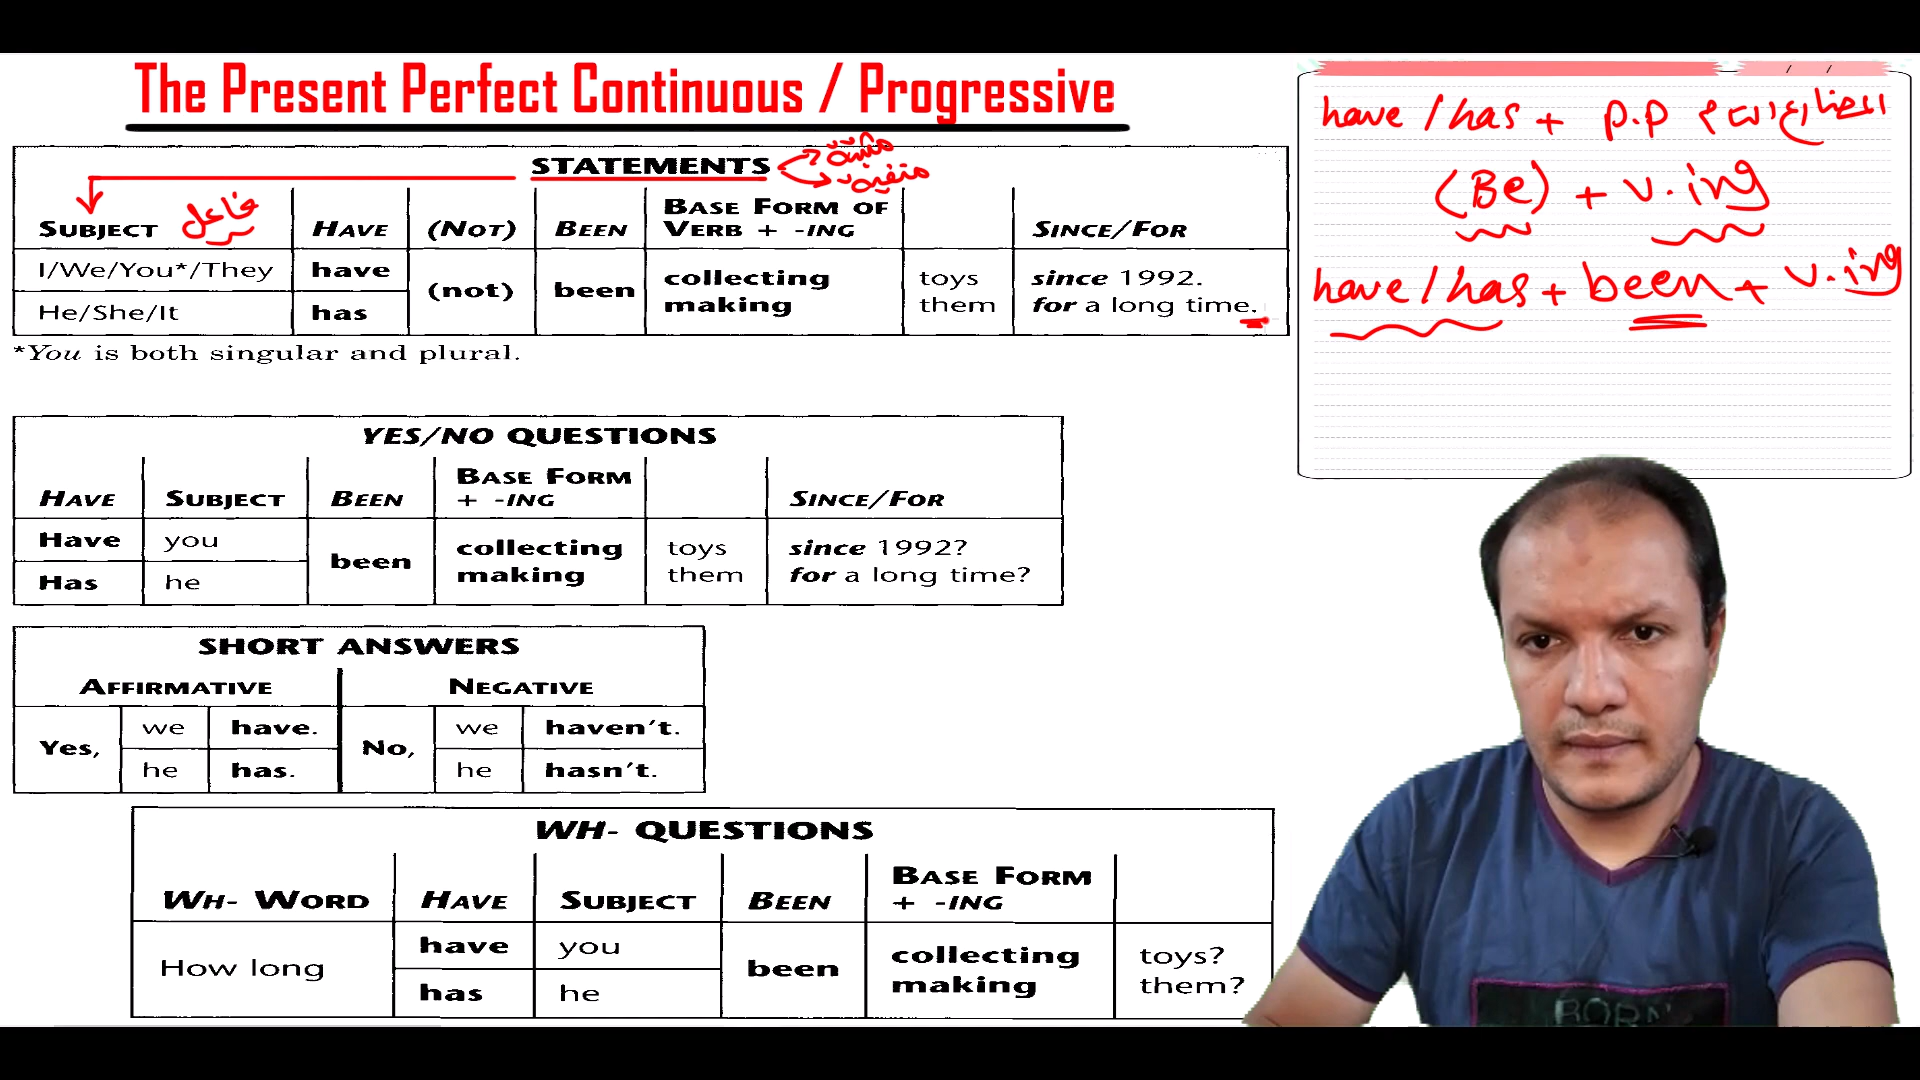 The Present Perfect Continuous / Progressive
STATEMENTS
مثبتة
منفية
SUBJECT فاعل HAVE (NOT) BEEN BASE FORM OF VERB + -ING SINCE/FOR
I/We/You*/They have (not) been collecting toys since 1992.
He/She/It has making them for a long time.
*You is both singular and plural.
YES/NO QUESTIONS
HAVE SUBJECT BEEN BASE FORM + -ING SINCE/FOR
Have you been collecting toys since 1992?
Has he making them for a long time?
SHORT ANSWERS
AFFIRMATIVE NEGATIVE
Yes, we have. No, we haven't.
he has. he hasn't.
WH- QUESTIONS
WH- WORD HAVE SUBJECT BEEN BASE FORM + -ING
How long have you been collecting toys?
has he making them?
have / has + P.P
(Be) + v. ing
have / has + been + v. ing
BORN